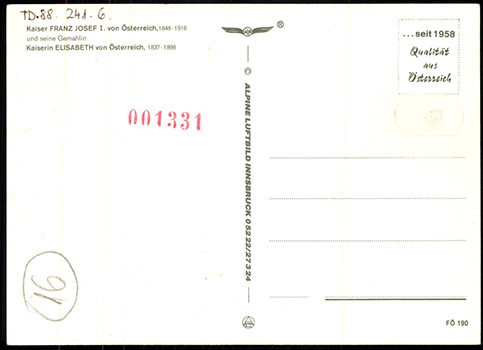 TD.88. 241. 6.
Kaiser FRANZ JOSEF I. von Österreich, 1848-1916
und seine Gemahlin
Kaiserin ELISABETH von Österreich, 1837-1898
®
...seit 1958
Qualität
aus
Österreich
001331
ALPINE LUFTBILD INNSBRUCK 05222/27324
16
FÖ 190